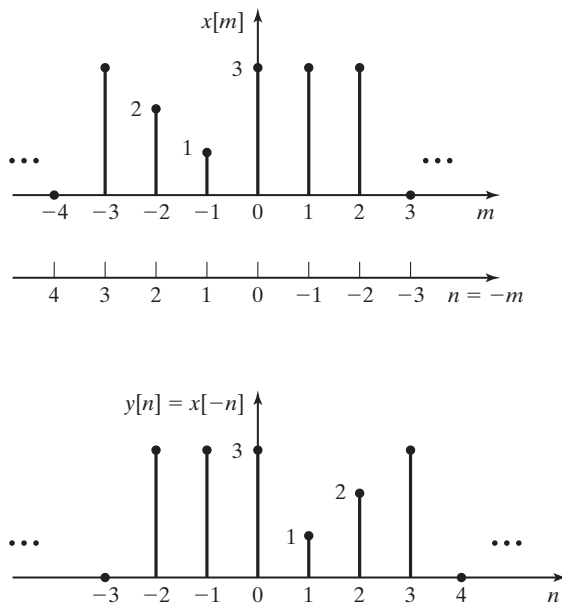 x[m]
3
2
1
... ...
−4 −3 −2 −1 0 1 2 3 m
4 3 2 1 0 −1 −2 −3 n = −m
y[n] = x[−n]
3
2
1
... ...
−3 −2 −1 0 1 2 3 4 n